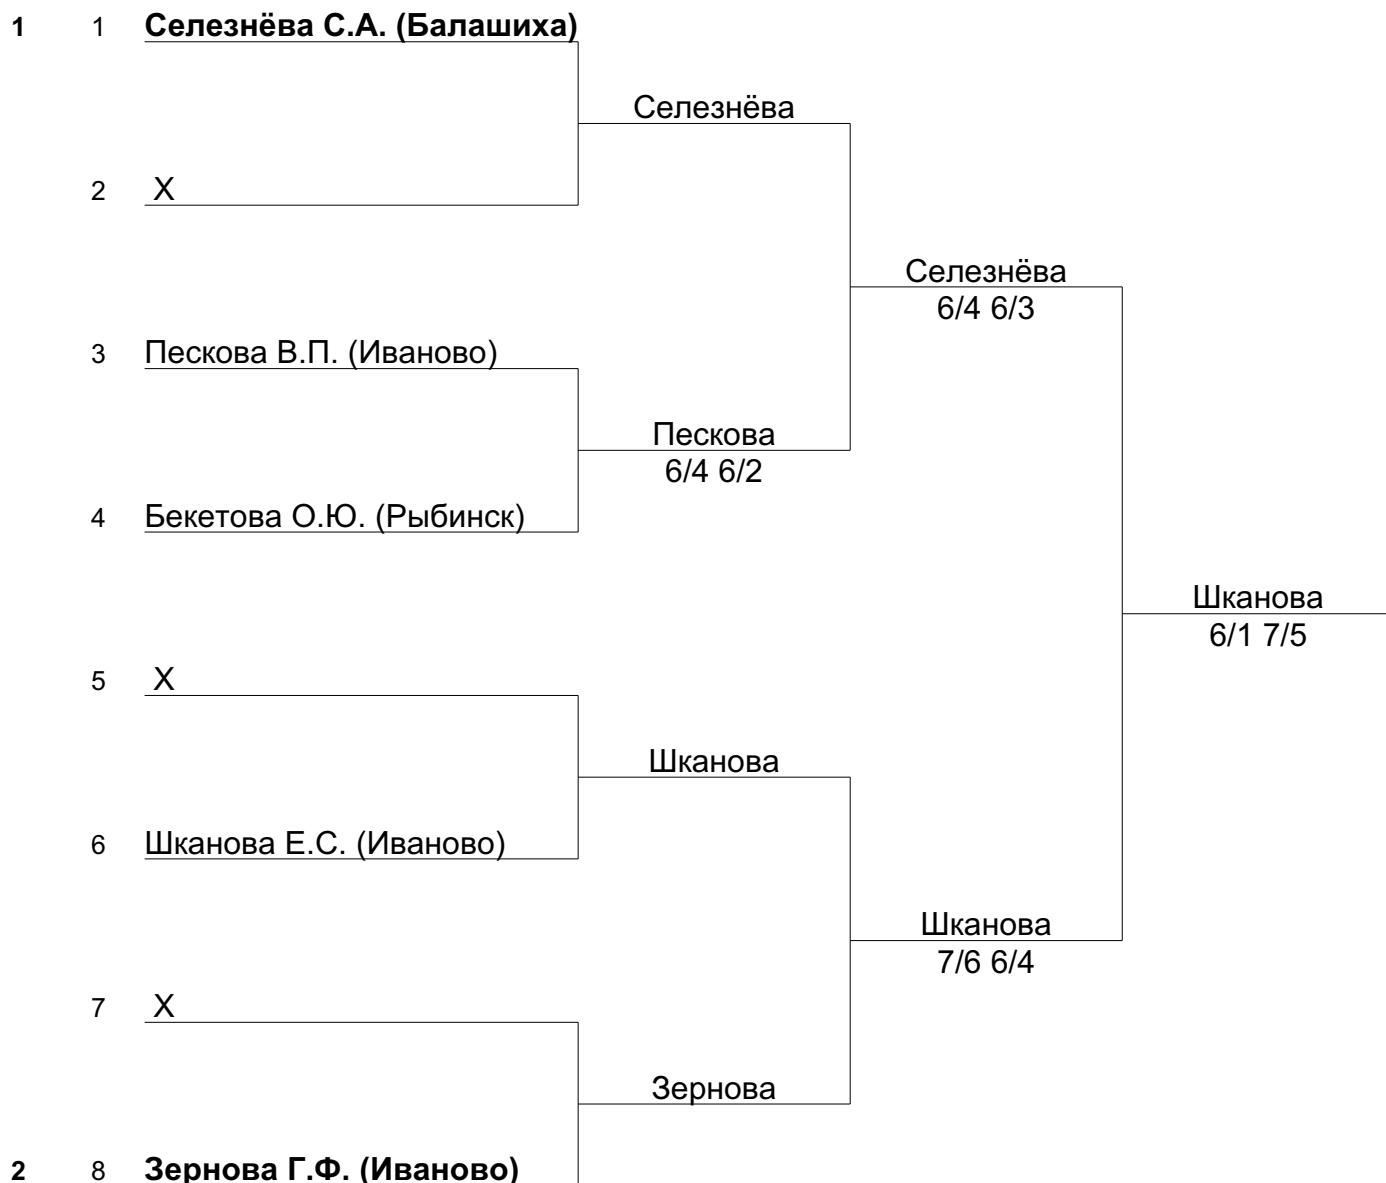 1 1 Селезнёва С.А. (Балашиха)
Селезнёва
2 X
Селезнёва
6/4 6/3
3 Пескова В.П. (Иваново)
Пескова
6/4 6/2
4 Бекетова О.Ю. (Рыбинск)
Шканова
6/1 7/5
5 X
Шканова
6 Шканова Е.С. (Иваново)
Шканова
7/6 6/4
7 X
Зернова
2 8 Зернова Г.Ф. (Иваново)